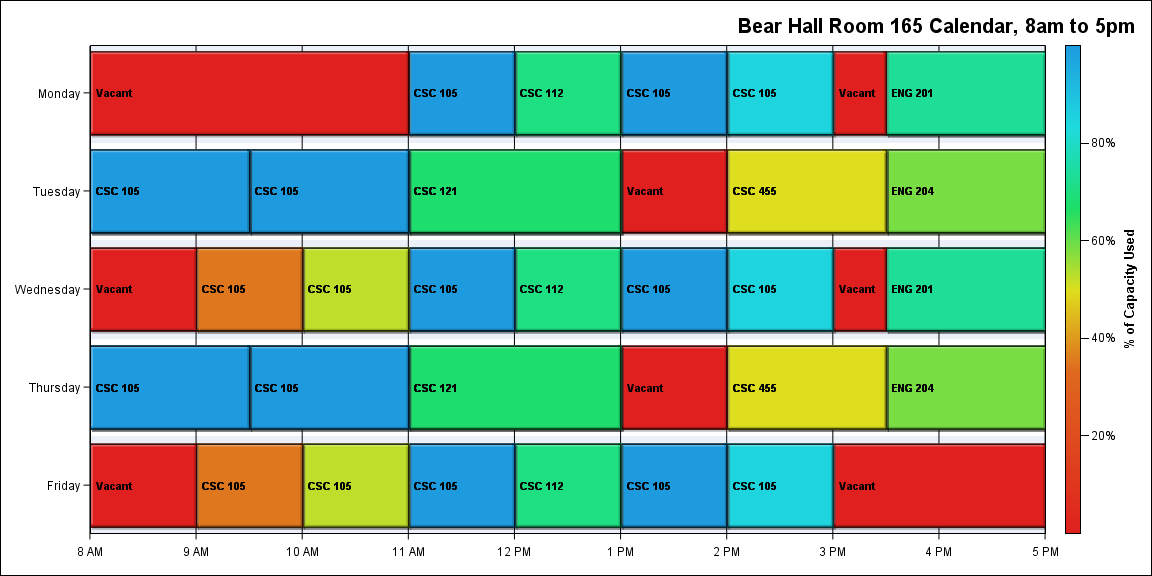 Bear Hall Room 165 Calendar, 8am to 5pm
Monday
Vacant
CSC 105
CSC 112
CSC 105
CSC 105
Vacant
ENG 201
Tuesday
CSC 105
CSC 105
CSC 121
Vacant
CSC 455
ENG 204
Wednesday
Vacant
CSC 105
CSC 105
CSC 105
CSC 112
CSC 105
CSC 105
Vacant
ENG 201
Thursday
CSC 105
CSC 105
CSC 121
Vacant
CSC 455
ENG 204
Friday
Vacant
CSC 105
CSC 105
CSC 105
CSC 112
CSC 105
CSC 105
Vacant
8 AM
9 AM
10 AM
11 AM
12 PM
1 PM
2 PM
3 PM
4 PM
5 PM
80%
60%
40%
20%
% of Capacity Used